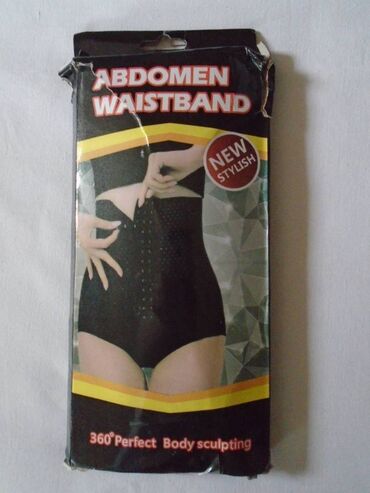 ABDOMEN
WAISTBAND
NEW
STYLISH
360°Perfect Body sculpting